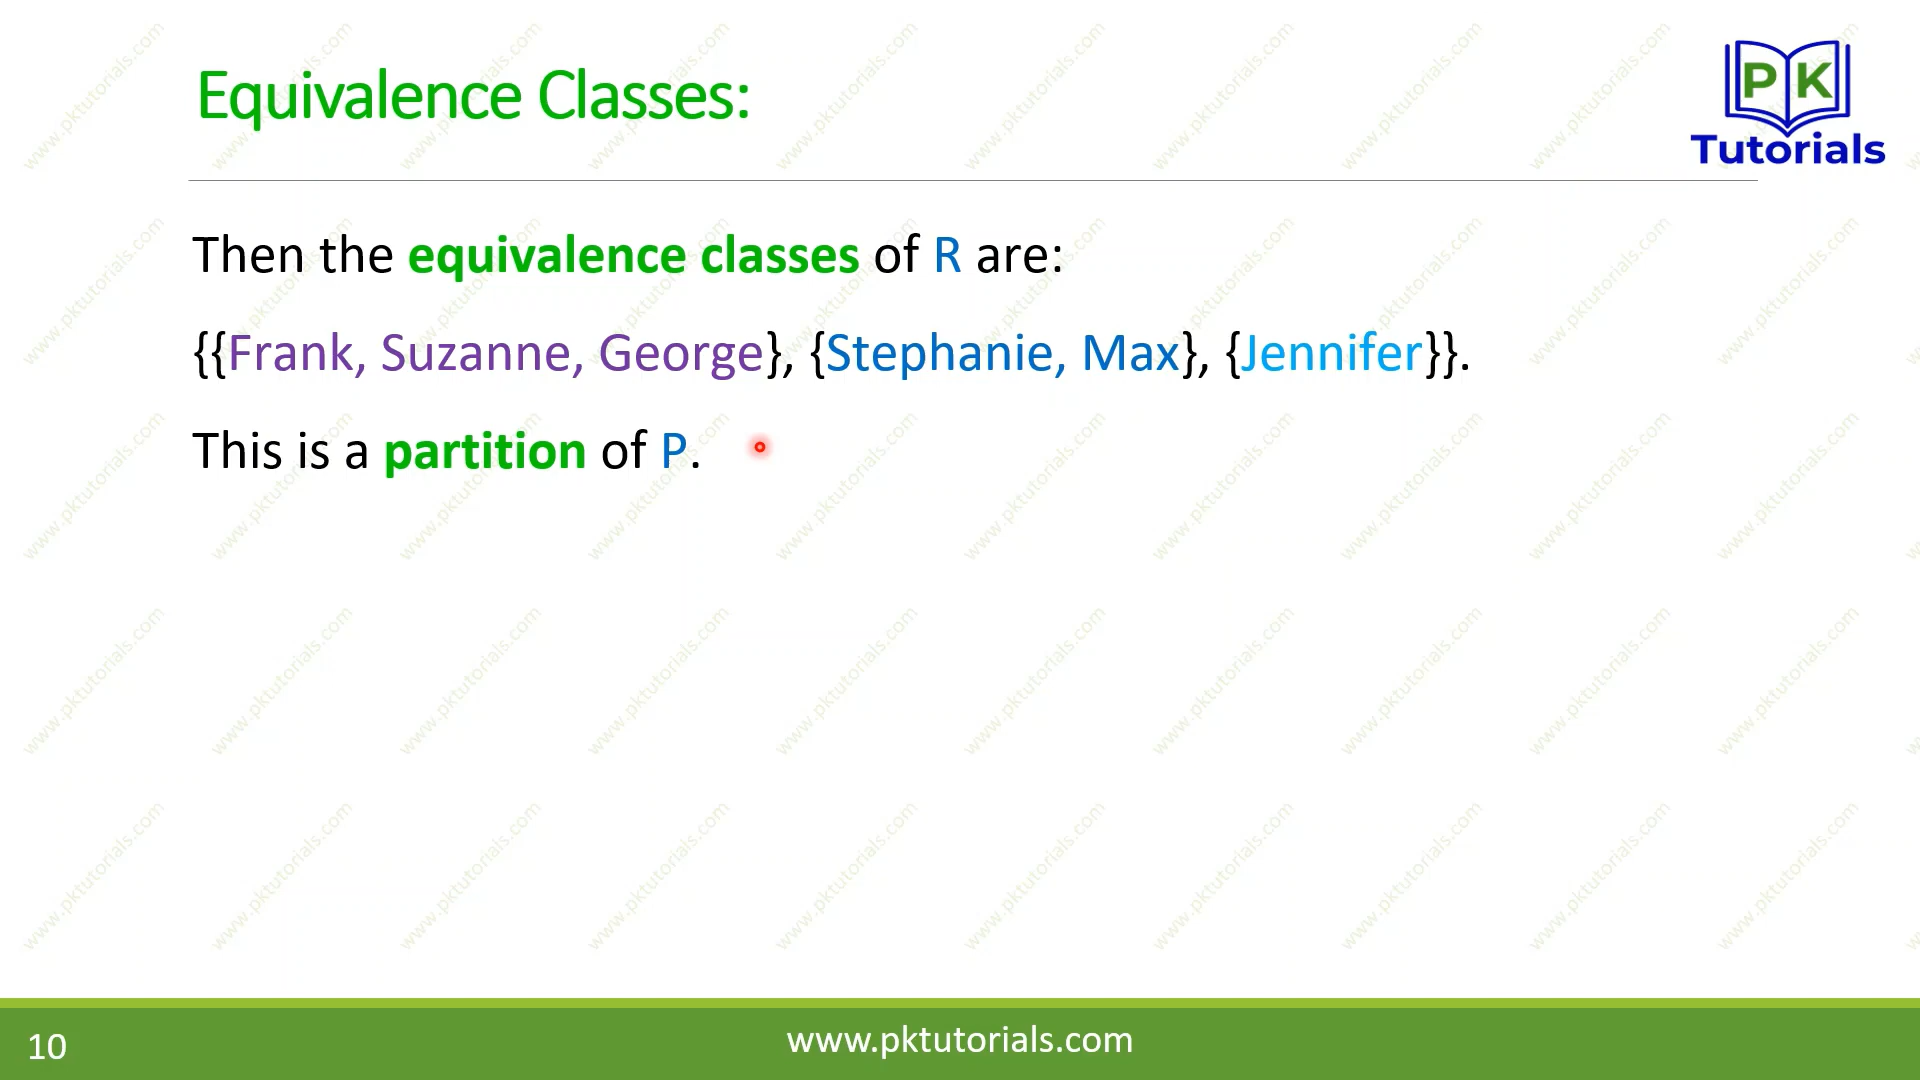 Equivalence Classes:
PK
Tutorials
Then the equivalence classes of R are:
{{Frank, Suzanne, George}, {Stephanie, Max}, {Jennifer}}.
This is a partition of P.
10
www.pktutorials.com